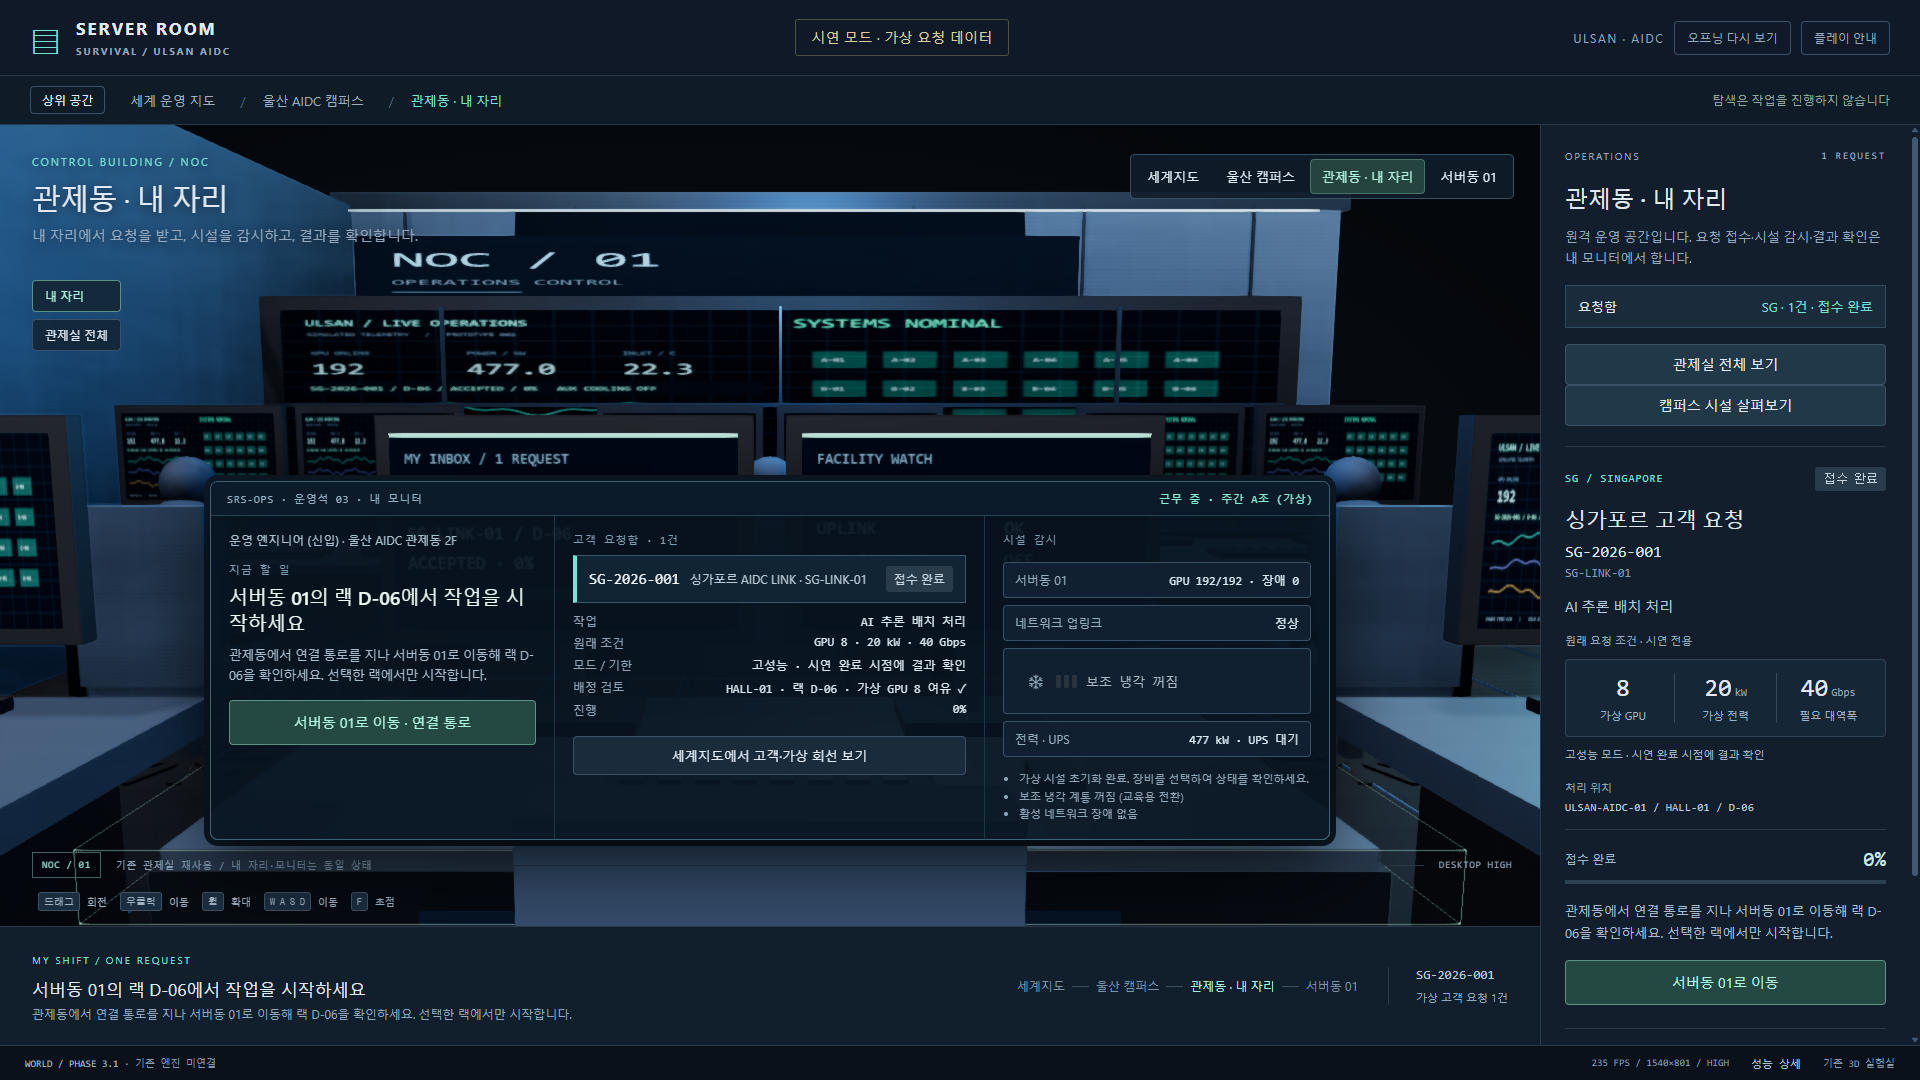 SERVER ROOM
SURVIVAL / ULSAN AIDC
시연 모드 · 가상 요청 데이터
ULSAN · AIDC
오프닝 다시 보기
플레이 안내
상위 공간
세계 운영 지도 / 울산 AIDC 캠퍼스 / 관제동 · 내 자리
탐색은 작업을 진행하지 않습니다
CONTROL BUILDING / NOC
관제동 · 내 자리
내 자리에서 요청을 받고, 시설을 감시하고, 결과를 확인합니다.
내 자리
관제실 전체
세계지도
울산 캠퍼스
관제동 · 내 자리
서버동 01
NOC / 01
OPERATIONS CONTROL
ULSAN / LIVE OPERATIONS
GPU ONLINE
POWER / kW
INLET / C
192
477.0
22.3
SG-2026-001 / D-06 / ACCEPTED / 0% AUX COOLING OFF
SYSTEMS NOMINAL
MY INBOX / 1 REQUEST
FACILITY WATCH
SRS-OPS · 운영석 03 · 내 모니터
근무 중 · 주간 A조 (가상)
운영 엔지니어 (신입) · 울산 AIDC 관제동 2F
지금 할 일
서버동 01의 랙 D-06에서 작업을 시
작하세요
관제동에서 연결 통로를 지나 서버동 01로 이동해 랙 D-
06을 확인하세요. 선택한 랙에서만 시작합니다.
서버동 01로 이동 · 연결 통로
SG-LINK-01 / D-06
ACCEPTED · 0%
고객 요청함 · 1건
SG-2026-001 싱가포르 AIDC LINK · SG-LINK-01 접수 완료
작업 AI 추론 배치 처리
원래 조건 GPU 8 · 20 kW · 40 Gbps
모드 / 기한 고성능 · 시연 완료 시점에 결과 확인
배정 검토 HALL-01 · 랙 D-06 · 가상 GPU 8 여유 ✓
진행 0%
세계지도에서 고객·가상 회선 보기
UPLINK
OK
OFF
시설 감시
서버동 01 GPU 192/192 · 장애 0
네트워크 업링크 정상
보조 냉각 꺼짐
전력 · UPS 477 kW · UPS 대기
• 가상 시설 초기화 완료. 장비를 선택하여 상태를 확인하세요.
• 보조 냉각 계통 꺼짐 (교육용 전환)
• 활성 네트워크 장애 없음
NOC / 01
기존 관제실 재사용 / 내 자리·모니터는 동일 상태
DESKTOP HIGH
드래그 회전 우클릭 이동 휠 확대 W A S D 이동 F 초점
MY SHIFT / ONE REQUEST
서버동 01의 랙 D-06에서 작업을 시작하세요
관제동에서 연결 통로를 지나 서버동 01로 이동해 랙 D-06을 확인하세요. 선택한 랙에서만 시작합니다.
세계지도 — 울산 캠퍼스 — 관제동 · 내 자리 — 서버동 01
SG-2026-001
가상 고객 요청 1건
OPERATIONS
1 REQUEST
관제동 · 내 자리
원격 운영 공간입니다. 요청 접수·시설 감시·결과 확인은
내 모니터에서 합니다.
요청함 SG · 1건 · 접수 완료
관제실 전체 보기
캠퍼스 시설 살펴보기
SG / SINGAPORE
접수 완료
싱가포르 고객 요청
SG-2026-001
SG-LINK-01
AI 추론 배치 처리
원래 요청 조건 · 시연 전용
8 20 kW 40 Gbps
가상 GPU 가상 전력 필요 대역폭
고성능 모드 · 시연 완료 시점에 결과 확인
처리 위치
ULSAN-AIDC-01 / HALL-01 / D-06
접수 완료 0%
관제동에서 연결 통로를 지나 서버동 01로 이동해 랙 D-
06을 확인하세요. 선택한 랙에서만 시작합니다.
서버동 01로 이동
WORLD / PHASE 3.1 · 기존 엔진 미연결
235 FPS / 1540×801 / HIGH
성능 상세
기존 3D 실험실